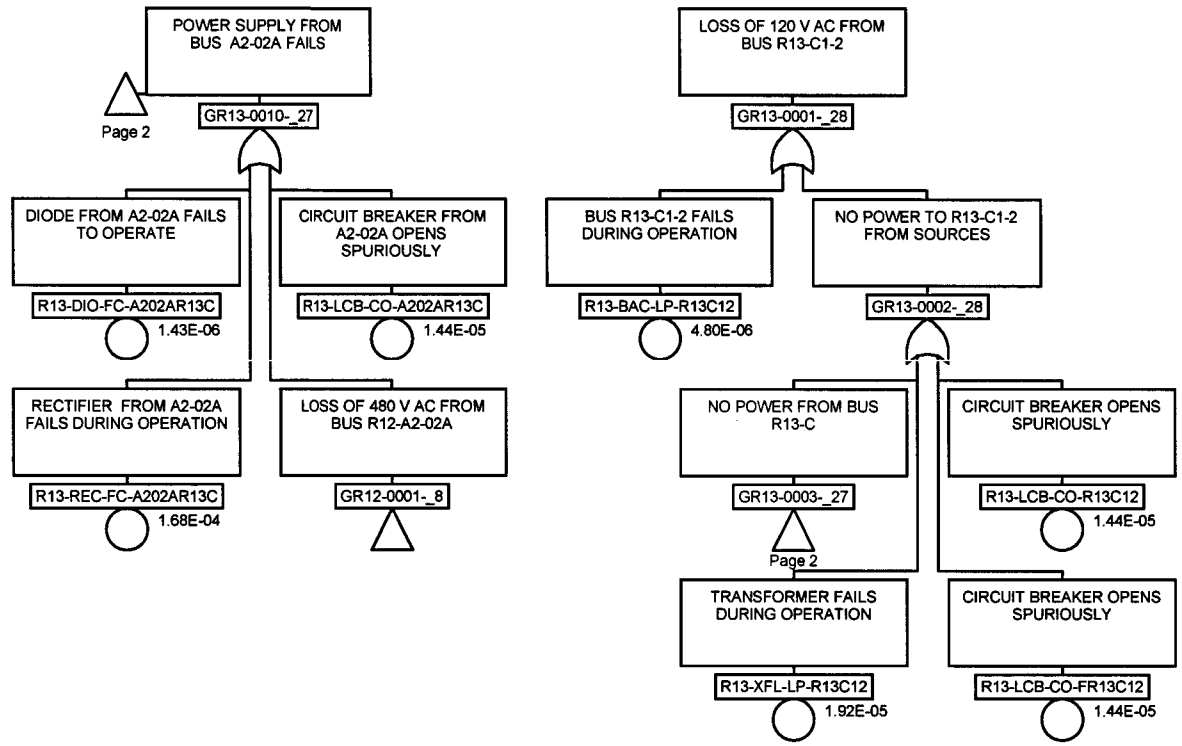 POWER SUPPLY FROM
BUS A2-02A FAILS
Page 2
GR13-0010-_27
DIODE FROM A2-02A FAILS
TO OPERATE
R13-DIO-FC-A202AR13C
1.43E-06
CIRCUIT BREAKER FROM
A2-02A OPENS
SPURIOUSLY
R13-LCB-CO-A202AR13C
1.44E-05
RECTIFIER FROM A2-02A
FAILS DURING OPERATION
R13-REC-FC-A202AR13C
1.68E-04
LOSS OF 480 V AC FROM
BUS R12-A2-02A
GR12-0001-_8
LOSS OF 120 V AC FROM
BUS R13-C1-2
GR13-0001-_28
BUS R13-C1-2 FAILS
DURING OPERATION
R13-BAC-LP-R13C12
4.80E-06
NO POWER TO R13-C1-2
FROM SOURCES
GR13-0002-_28
NO POWER FROM BUS
R13-C
GR13-0003-_27
Page 2
CIRCUIT BREAKER OPENS
SPURIOUSLY
R13-LCB-CO-R13C12
1.44E-05
TRANSFORMER FAILS
DURING OPERATION
R13-XFL-LP-R13C12
1.92E-05
CIRCUIT BREAKER OPENS
SPURIOUSLY
R13-LCB-CO-FR13C12
1.44E-05